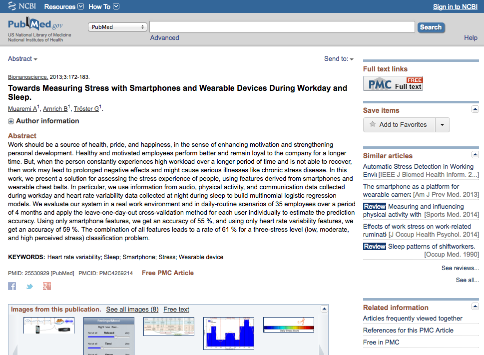 NCBI Resources How To Sign in to NCBI
PubMed.gov
US National Library of Medicine
National Institutes of Health
PubMed Search
Advanced Help
Abstract Send to:
Bionanoscience. 2013;3:172-183.
Towards Measuring Stress with Smartphones and Wearable Devices During Workday and
Sleep.
Muaremi A1, Arnrich B1, Tröster G1.
Author information
Abstract
Work should be a source of health, pride, and happiness, in the sense of enhancing motivation and strengthening
personal development. Healthy and motivated employees perform better and remain loyal to the company for a longer
time. But, when the person constantly experiences high workload over a longer period of time and is not able to recover,
then work may lead to prolonged negative effects and might cause serious illnesses like chronic stress disease. In this
work, we present a solution for assessing the stress experience of people, using features derived from smartphones and
wearable chest belts. In particular, we use information from audio, physical activity, and communication data collected
during workday and heart rate variability data collected at night during sleep to build multinomial logistic regression
models. We evaluate our system in a real work environment and in daily-routine scenarios of 35 employees over a period
of 4 months and apply the leave-one-day-out cross-validation method for each user individually to estimate the prediction
accuracy. Using only smartphone features, we get an accuracy of 55 %, and using only heart rate variability features, we
get an accuracy of 59 %. The combination of all features leads to a rate of 61 % for a three-stress level (low, moderate,
and high perceived stress) classification problem.
KEYWORDS: Heart rate variability; Sleep; Smartphone; Stress; Wearable device
PMID: 25530929 [PubMed] PMCID: PMC4269214 Free PMC Article
Images from this publication. See all images (8) Free text
Full text links
PMC FREE
Full text
Save items
Add to Favorites
Similar articles
Automatic Stress Detection in Working
Envi [IEEE J Biomed Health Inform. 2...]
The smartphone as a platform for
wearable camera: [Am J Prev Med. 2013]
Review Measuring and influencing
physical activity with [Sports Med. 2014]
Effects of work stress on work-related
ruminati [J Occup Health Psychol. 2014]
Review Sleep patterns of shiftworkers.
[Occup Med. 1990]
See reviews...
See all...
Related information
Articles frequently viewed together
References for this PMC Article
Free in PMC